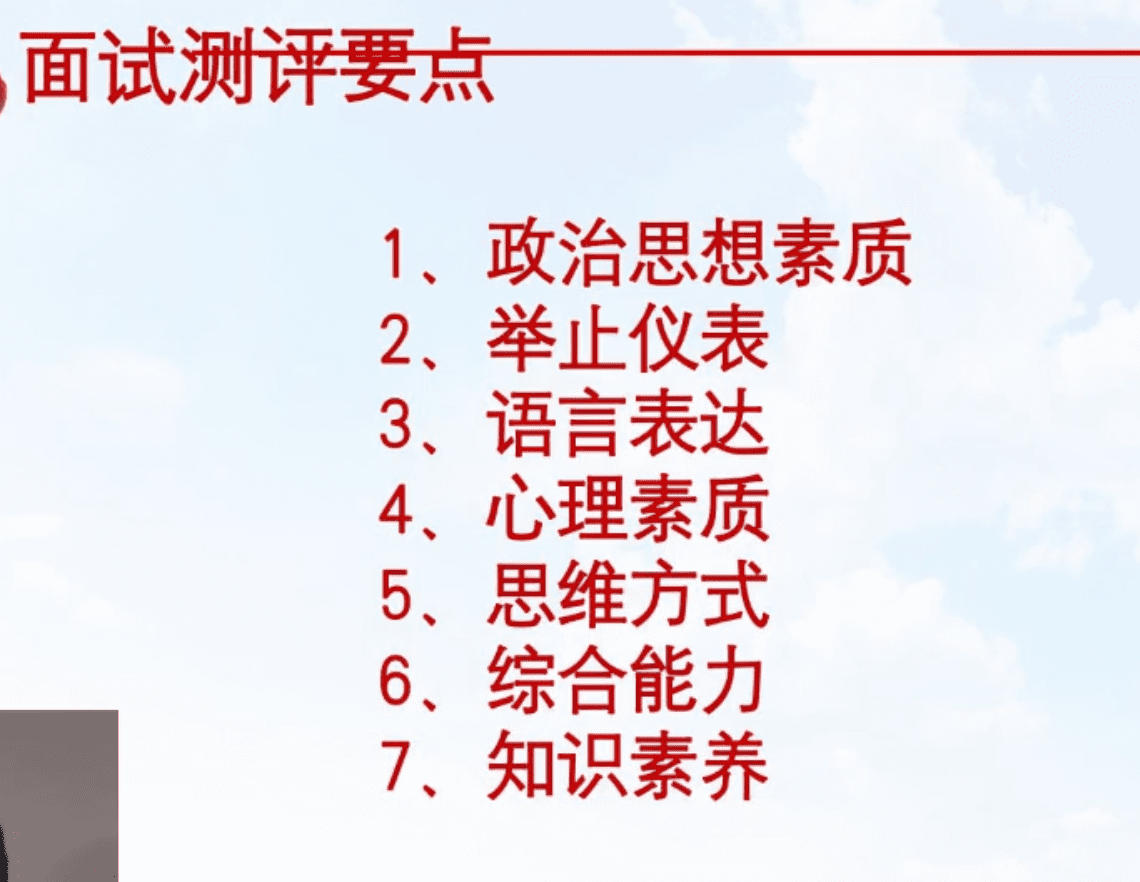 面试测评要点
1、政治思想素质
2、举止仪表
3、语言表达
4、心理素质
5、思维方式
6、综合能力
7、知识素养